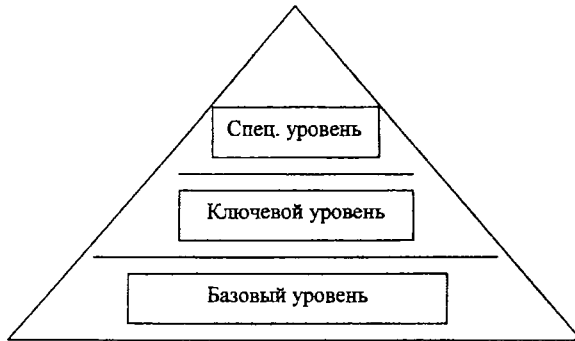 Спец. уровень
Ключевой уровень
Базовый уровень